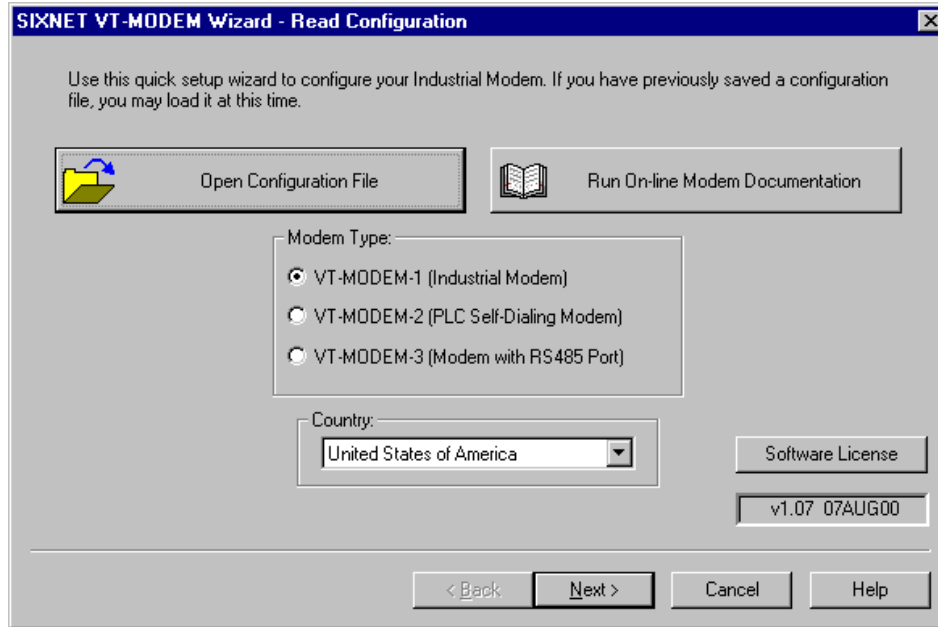 SIXNET VT-MODEM Wizard - Read Configuration
Use this quick setup wizard to configure your Industrial Modem. If you have previously saved a configuration
file, you may load it at this time.
Open Configuration File
Run On-line Modem Documentation
Modem Type:
VT-MODEM-1 (Industrial Modem)
VT-MODEM-2 (PLC Self-Dialing Modem)
VT-MODEM-3 (Modem with RS485 Port)
Country:
United States of America
Software License
v1.07 07AUG00
< Back
Next >
Cancel
Help